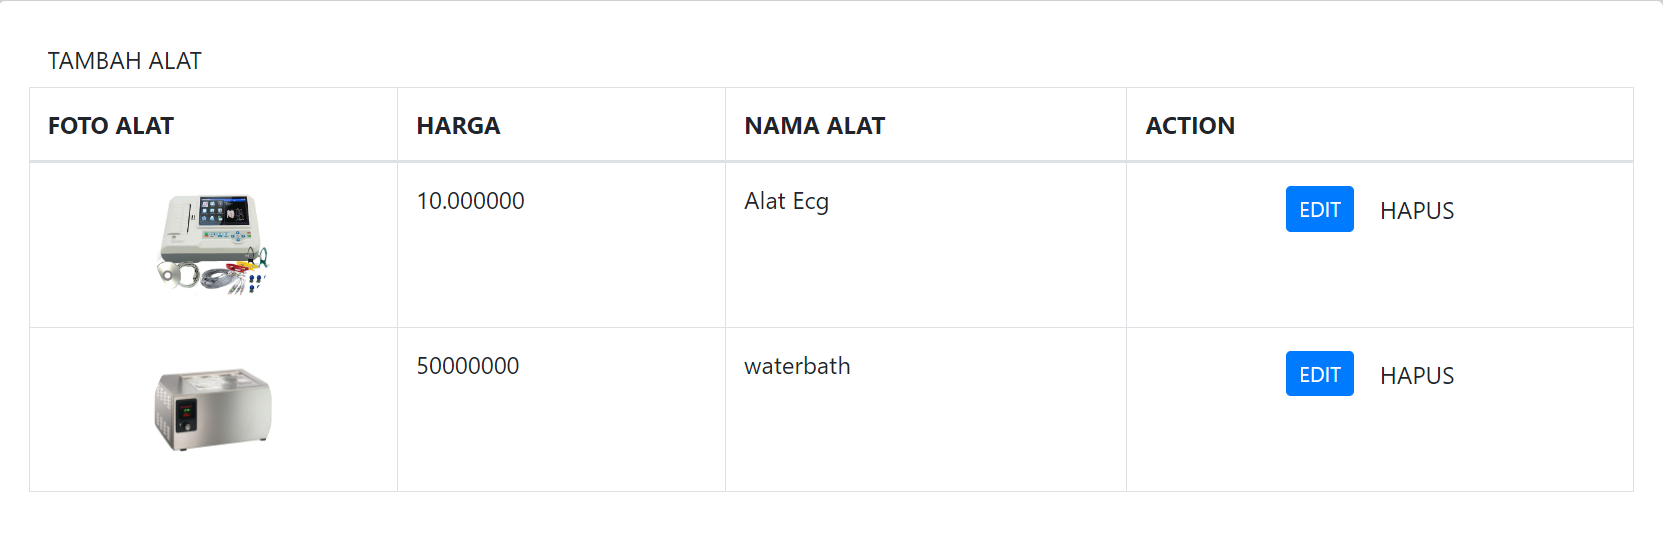 TAMBAH ALAT
FOTO ALAT HARGA NAMA ALAT ACTION
10.000000 Alat Ecg EDIT HAPUS
50000000 waterbath EDIT HAPUS